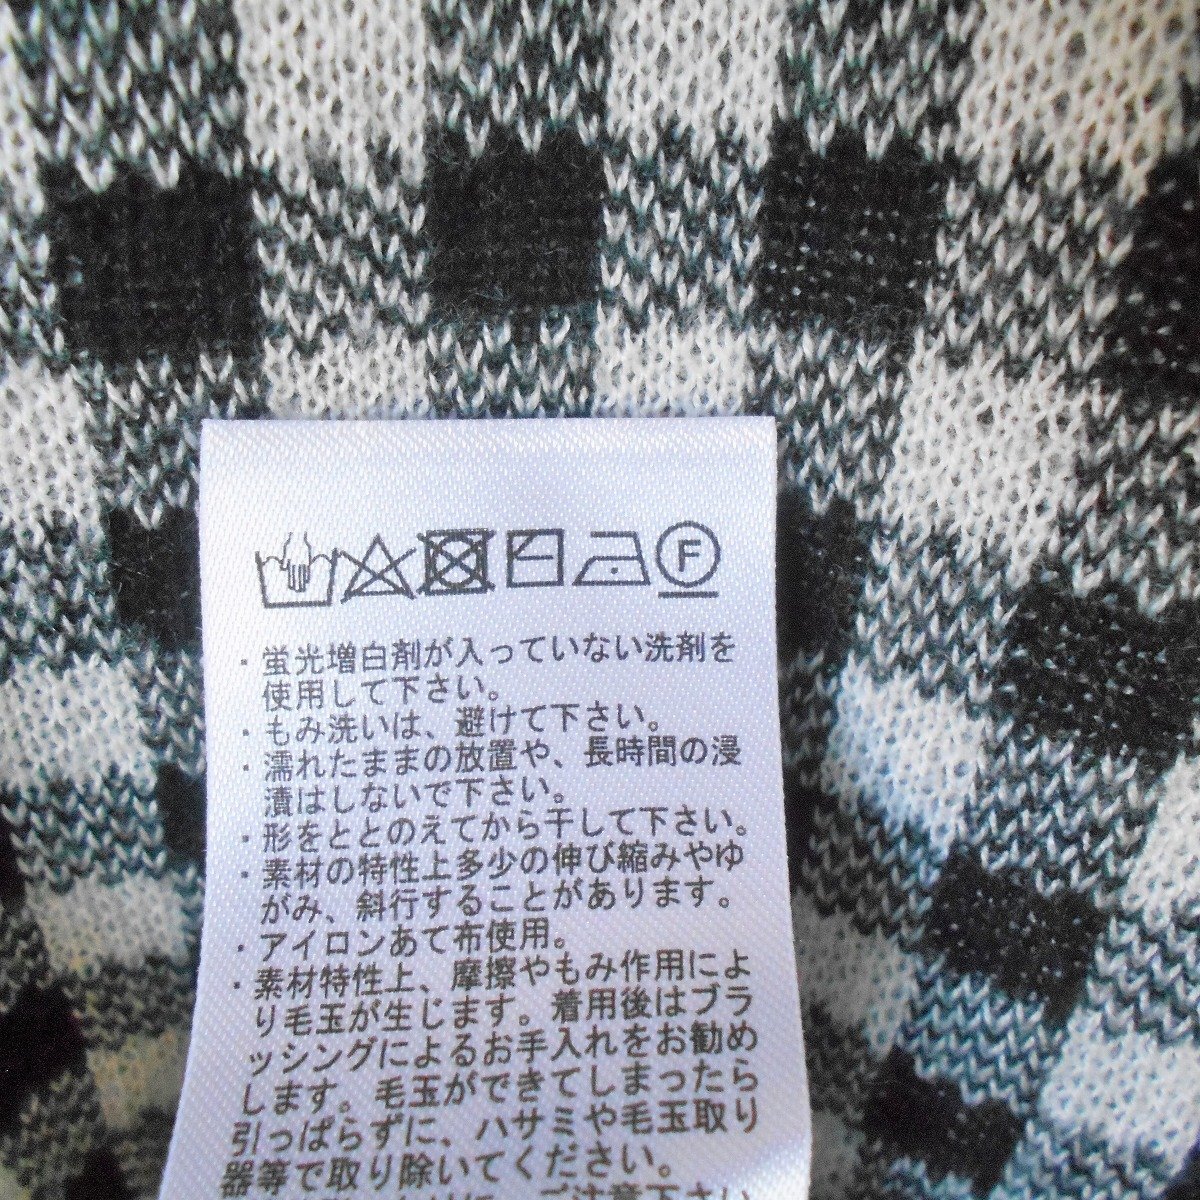 F
・蛍光増白剤が入っていない洗剤を
使用して下さい。
・もみ洗いは、避けて下さい。
・濡れたままの放置や、長時間の浸
漬はしないで下さい。
・形をととのえてから干して下さい。
・素材の特性上多少の伸び縮みやゆ
がみ、斜行することがあります。
・アイロンあて布使用。
・素材特性上、摩擦やもみ作用によ
り毛玉が生じます。着用後はブラ
ッシングによるお手入れをお勧め
します。毛玉ができてしまったら
引っぱらずに、ハサミや毛玉取り
器等で取り除いてください。
ご注意下さい